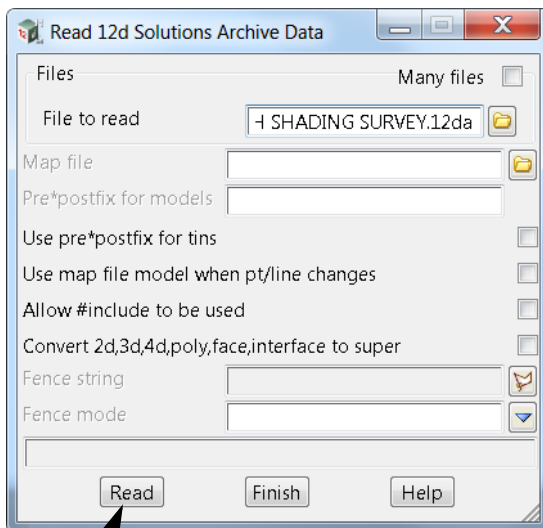 Read 12d Solutions Archive Data
Files
Many files
File to read
SHADING SURVEY.12da
Map file
Pre*postfix for models
Use pre*postfix for tins
Use map file model when pt/line changes
Allow #include to be used
Convert 2d,3d,4d,poly,face,interface to super
Fence string
Fence mode
Read Finish Help